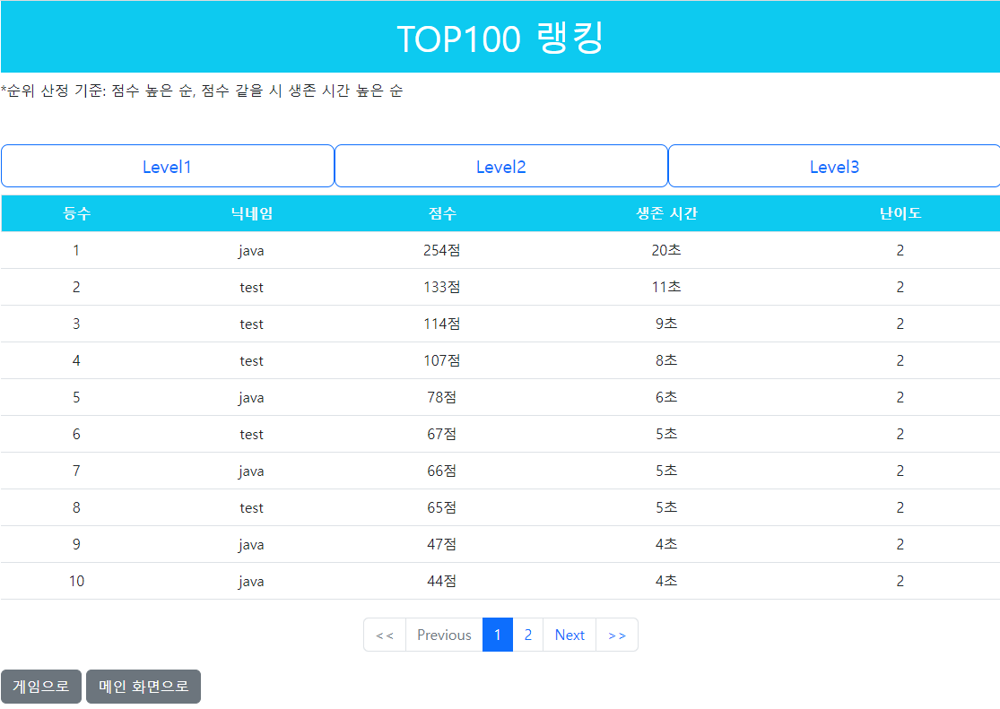 TOP100 랭킹
*순위 산정 기준: 점수 높은 순, 점수 같을 시 생존 시간 높은 순
Level1 Level2 Level3
등수 닉네임 점수 생존 시간 난이도
1 java 254점 20초 2
2 test 133점 11초 2
3 test 114점 9초 2
4 test 107점 8초 2
5 java 78점 6초 2
6 test 67점 5초 2
7 java 66점 5초 2
8 test 65점 5초 2
9 java 47점 4초 2
10 java 44점 4초 2
<< Previous 1 2 Next >>
게임으로 메인 화면으로